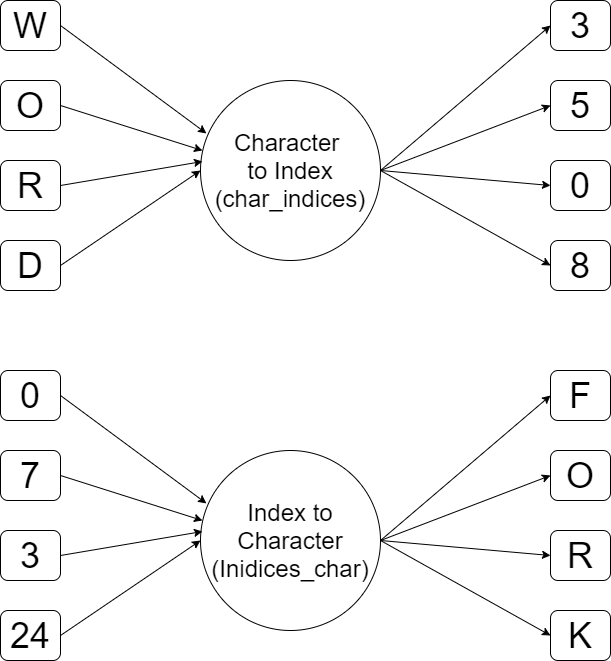 W
O
R
D
Character
to Index
(char_indices)
3
5
0
8
0
7
3
24
Index to
Character
(Inidices_char)
F
O
R
K